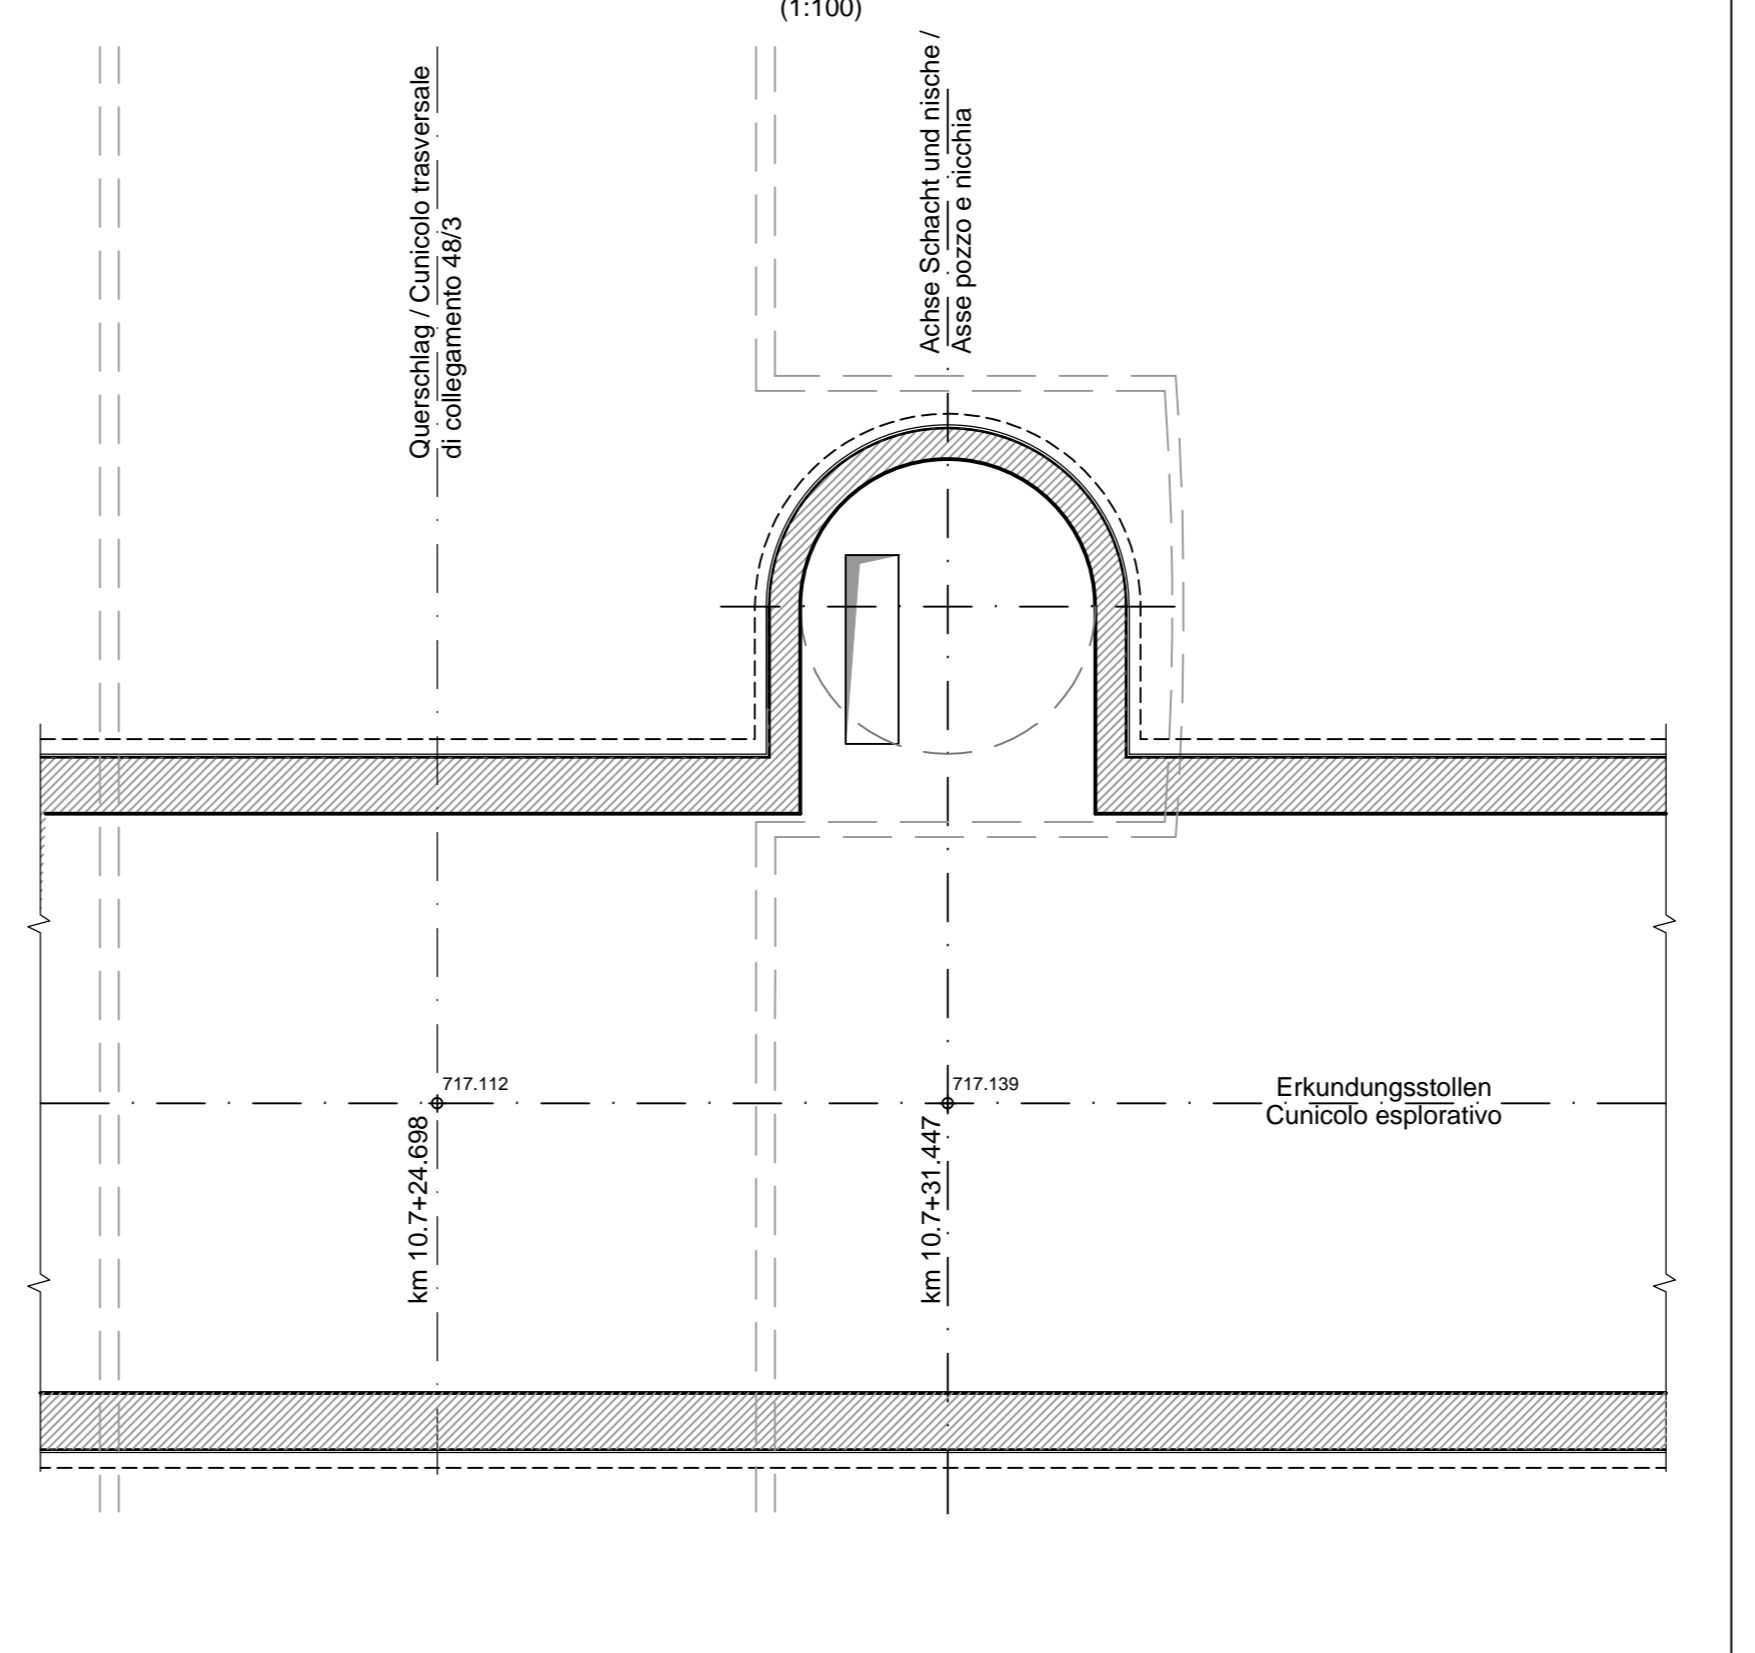 (1:100)
Querschlag / Cunicolo trasversale
di collegamento 48/3
Achse Schacht und nische /
Asse pozzo e nicchia
717.112
717.139
Erkundungsstollen
Cunicolo esplorativo
km 10.7+24.698
km 10.7+31.447